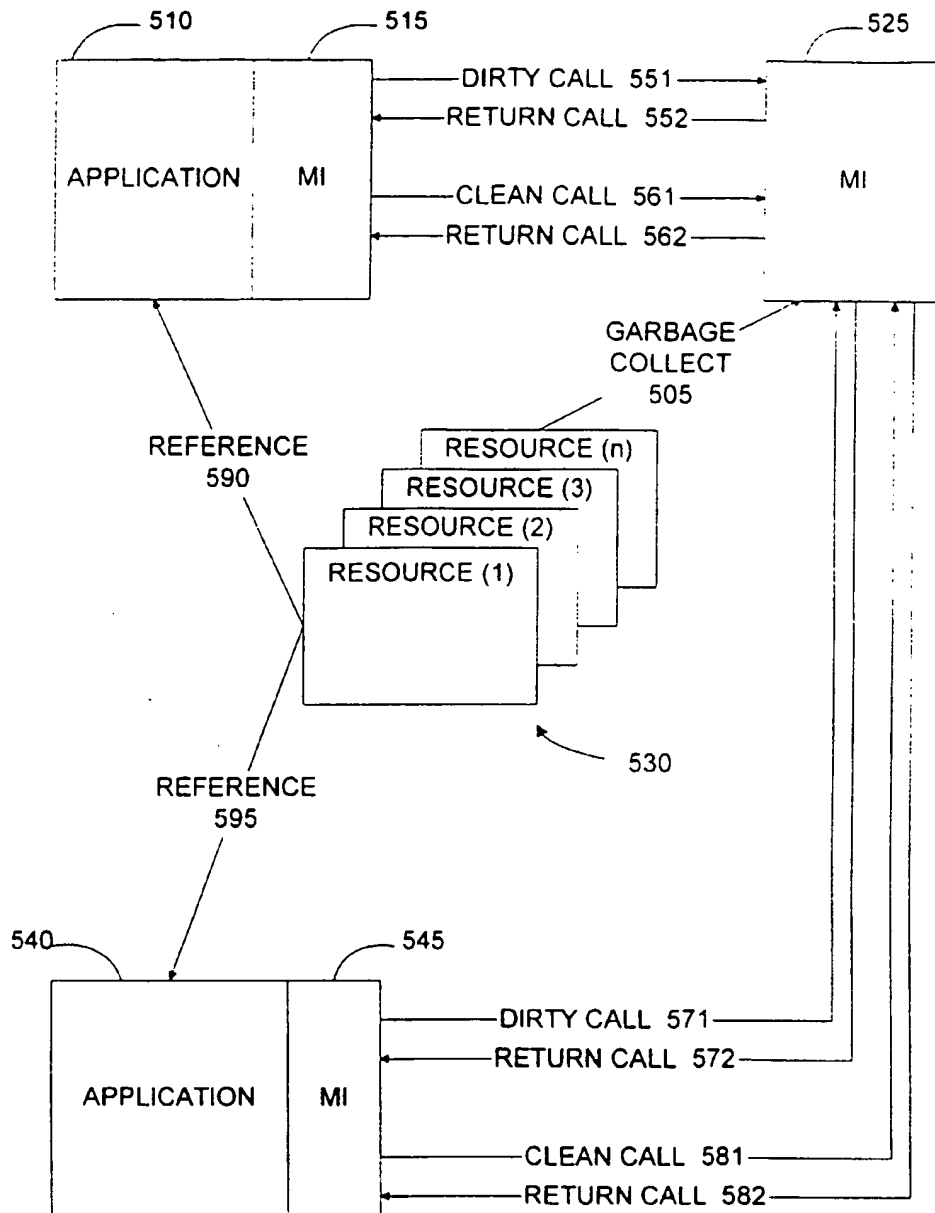 510
515
525
DIRTY CALL 551
RETURN CALL 552
APPLICATION
MI
MI
CLEAN CALL 561
RETURN CALL 562
GARBAGE
COLLECT
505
REFERENCE
590
RESOURCE (n)
RESOURCE (3)
RESOURCE (2)
RESOURCE (1)
530
REFERENCE
595
540
545
DIRTY CALL 571
RETURN CALL 572
APPLICATION
MI
CLEAN CALL 581
RETURN CALL 582